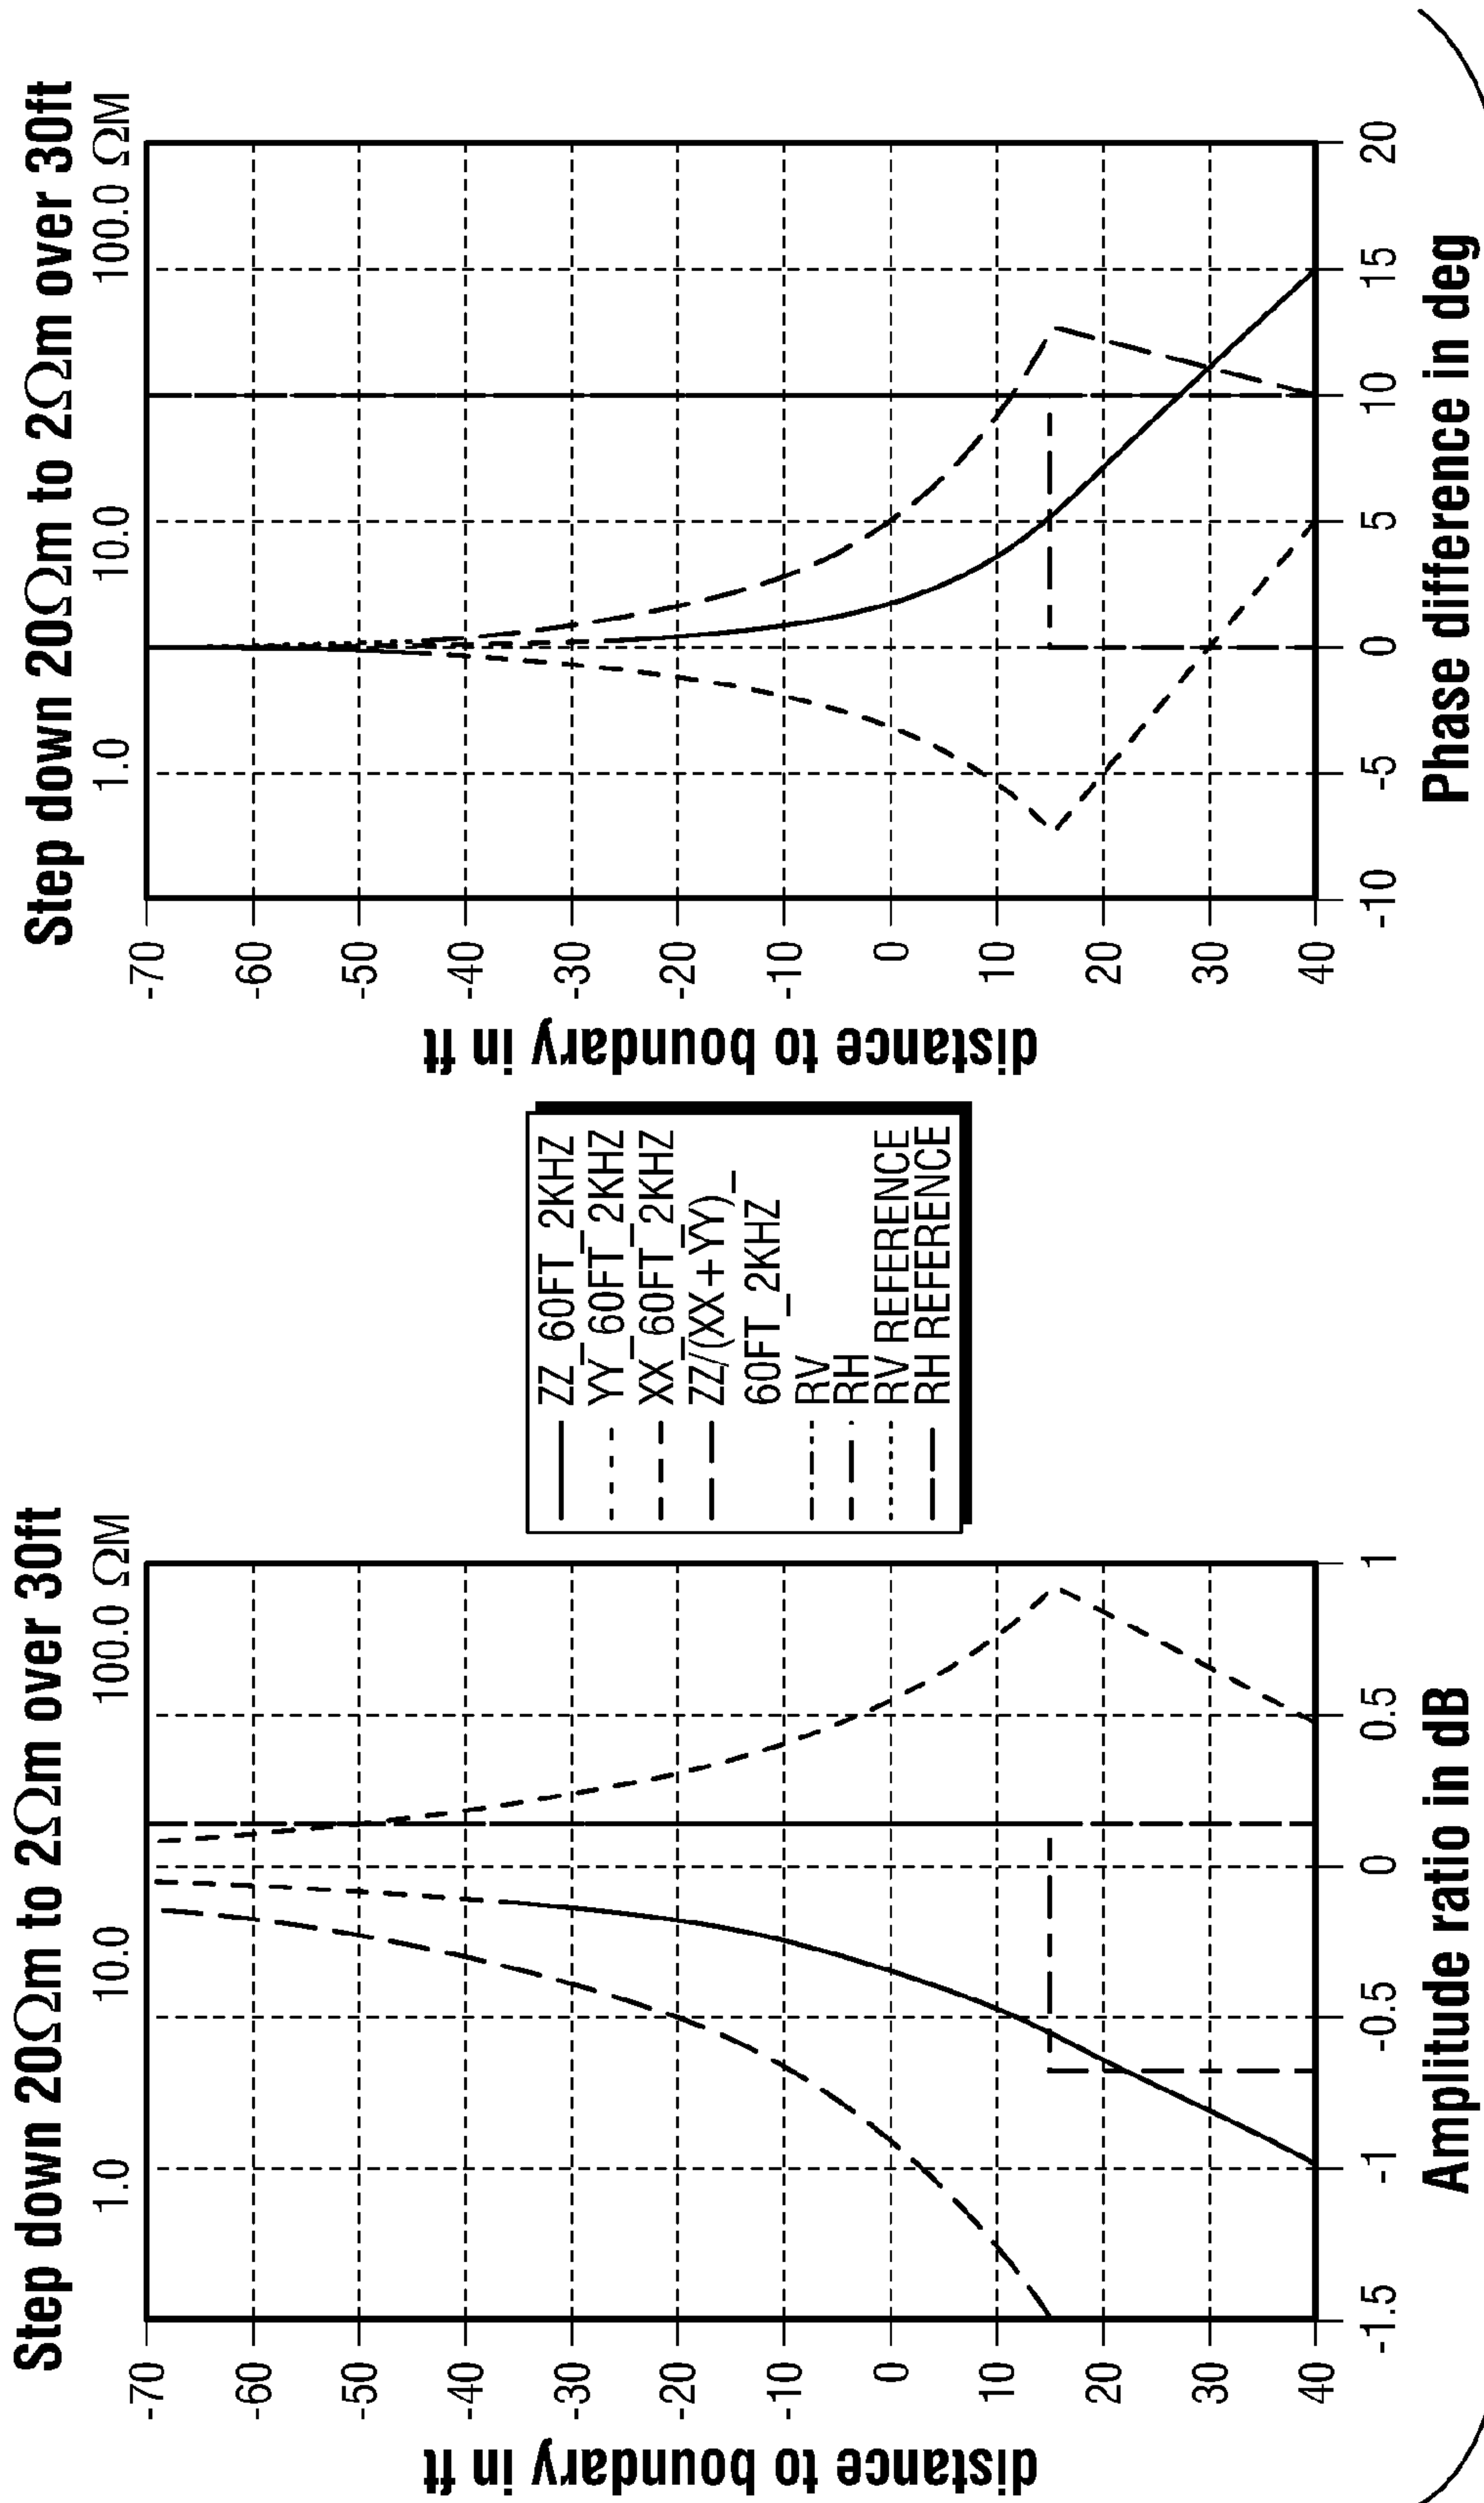 Step down 20Ωm to 2Ωm over 30ft
1.0 10.0 100.0 ΩM
distance to boundary in ft
-70
-60
-50
-40
-30
-20
-10
0
10
20
30
40
-1.5 -1 -0.5 0 0.5 1
Amplitude ratio in dB
ZZ_60FT_2KHZ
YY_60FT_2KHZ
XX_60FT_2KHZ
ZZ/(XX+YY)_
60FT_2KHZ
RV
RH
RV REFERENCE
RH REFERENCE
Step down 20Ωm to 2Ωm over 30ft
1.0 10.0 100.0 ΩM
distance to boundary in ft
-70
-60
-50
-40
-30
-20
-10
0
10
20
30
40
-10 -5 0 5 10 15 20
Phase difference in deg